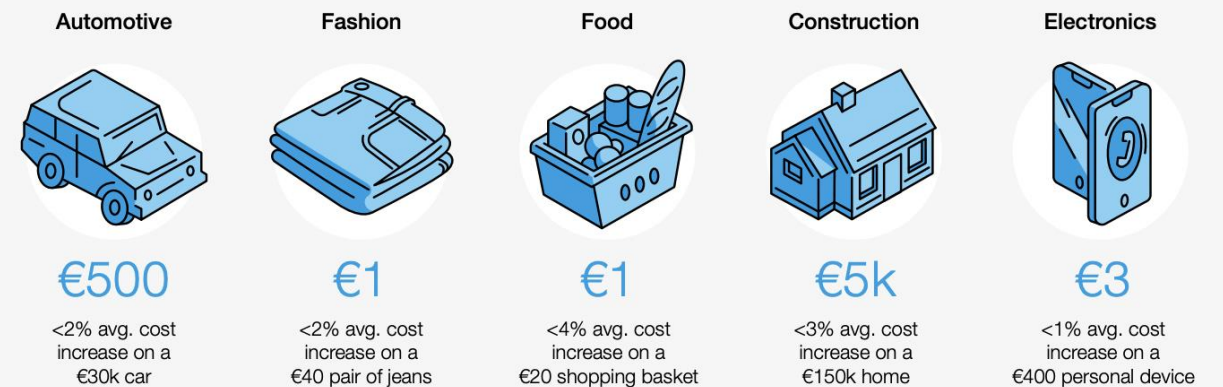 Automotive
Fashion
Food
Construction
Electronics
€500
€1
€1
€5k
€3
<2% avg. cost
increase on a
€30k car
<2% avg. cost
increase on a
€40 pair of jeans
<4% avg. cost
increase on a
€20 shopping basket
<3% avg. cost
increase on a
€150k home
<1% avg. cost
increase on a
€400 personal device